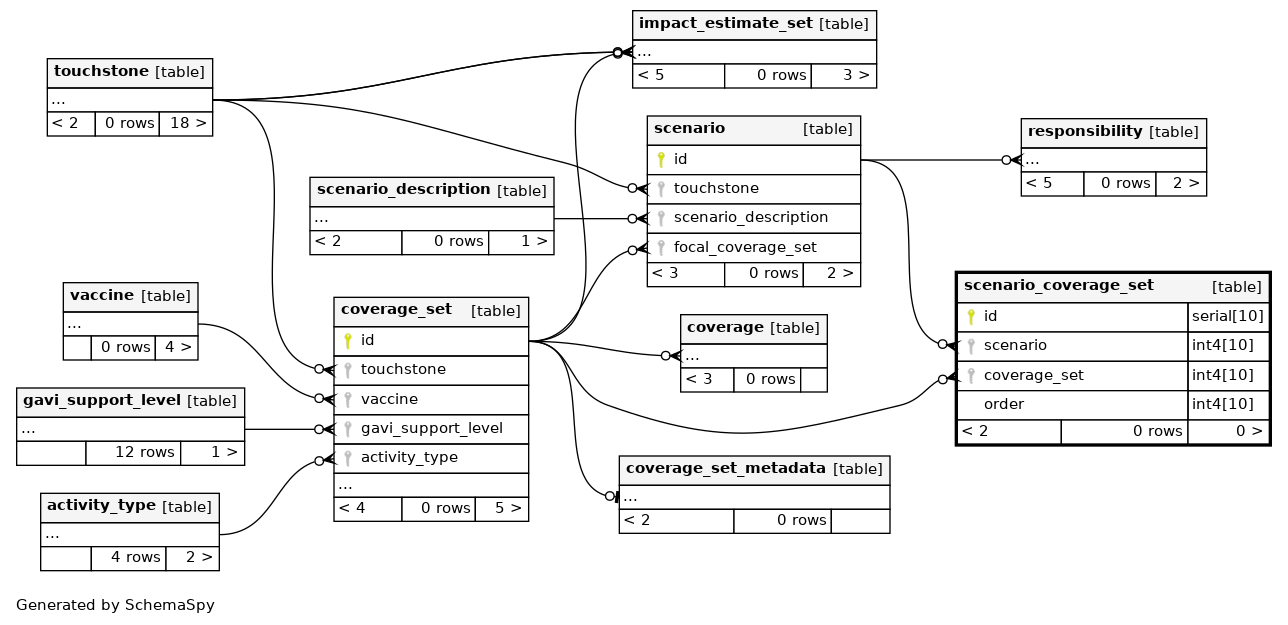 impact_estimate_set [table]
...
< 5 0 rows 3 >
touchstone [table]
...
< 2 0 rows 18 >
scenario [table]
id
touchstone
scenario_description
focal_coverage_set
< 3 0 rows 2 >
responsibility [table]
...
< 5 0 rows 2 >
scenario_description [table]
...
< 2 0 rows 1 >
vaccine [table]
...
0 rows 4 >
coverage_set [table]
id
touchstone
vaccine
gavi_support_level
activity_type
...
< 4 0 rows 5 >
coverage [table]
...
< 3 0 rows
scenario_coverage_set [table]
id serial[10]
scenario int4[10]
coverage_set int4[10]
order int4[10]
< 2 0 rows 0 >
gavi_support_level [table]
...
12 rows 1 >
coverage_set_metadata [table]
...
< 2 0 rows
activity_type [table]
...
4 rows 2 >
Generated by SchemaSpy